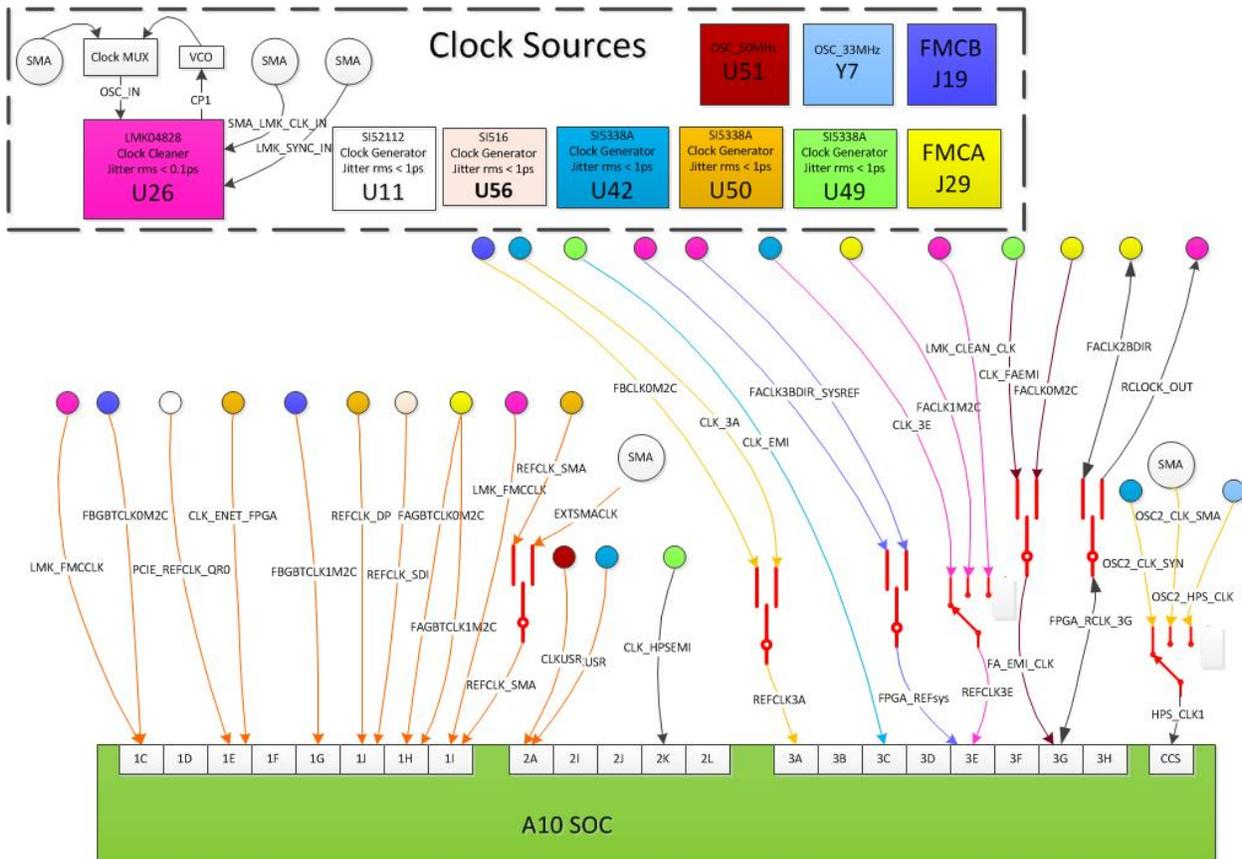 Clock Sources
SMA
Clock MUX
VCO
SMA
SMA
OSC_IN
CP1
SMA_LMK_CLK_IN
LMK_SYNC_IN
LMK04828
Clock Cleaner
Jitter rms < 0.1ps
U26
SI52112
Clock Generator
Jitter rms < 1ps
U11
SI516
Clock Generator
Jitter rms < 1ps
U56
SI5338A
Clock Generator
Jitter rms < 1ps
U42
SI5338A
Clock Generator
Jitter rms < 1ps
U50
SI5338A
Clock Generator
Jitter rms < 1ps
U49
OSC_50MHz
U51
OSC_33MHz
Y7
FMCB
J19
FMCA
J29
LMK_FMCCLK
FBGBTCLK0M2C
PCIE_REFCLK_QR0
CLK_ENET_FPGA
FBGBTCLK1M2C
REFCLK_DP
REFCLK_SDI
FAGBTCLK0M2C
FAGBTCLK1M2C
LMK_FMCCLK
REFCLK_SMA
SMA
EXTSMACLK
REFCLK_SMA
CLKUSR
USR
CLK_HPSEMI
FBCLK0M2C
CLK_3A
CLK_EMI
REFCLK3A
FACLK3BDIR_SYSREF
FPGA_REFsys
CLK_3E
FACLK1M2C
LMK_CLEAN_CLK
REFCLK3E
CLK_FAEMI
FACLK0M2C
FA_EMI_CLK
FACLK2BDIR
RCLOCK_OUT
FPGA_RCLK_3G
SMA
OSC2_CLK_SMA
OSC2_CLK_SYN
OSC2_HPS_CLK
HPS_CLK1
1C
1D
1E
1F
1G
1J
1H
1I
2A
2I
2J
2K
2L
3A
3B
3C
3D
3E
3F
3G
3H
CCS
A10 SOC